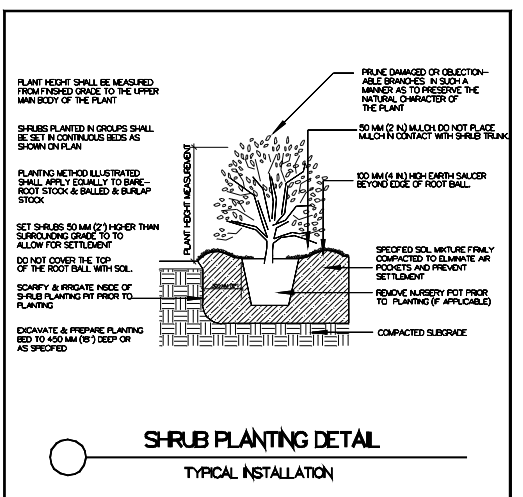 PLANT HEIGHT SHALL BE MEASURED
FROM FINISHED GRADE TO THE UPPER
MAIN BODY OF THE PLANT
SHRUBS PLANTED IN GROUPS SHALL
BE SET IN CONTINUOUS BEDS AS
SHOWN ON PLAN
PLANTING METHOD ILLUSTRATED
SHALL APPLY EQUALLY TO BARE-
ROOT STOCK & BALLED & BURLAP
STOCK
SET SHRUBS 50 MM (2") HIGHER THAN
SURROUNDING GRADE TO TO
ALLOW FOR SETTLEMENT
DO NOT COVER THE TOP
OF THE ROOT BALL WITH SOIL.
SCARIFY & IRRIGATE INSIDE OF
SHRUB PLANTING PIT PRIOR TO
PLANTING
EXCAVATE & PREPARE PLANTING
BED TO 450 MM (18") DEEP OR
AS SPECIFIED
PLANT HEIGHT MEASUREMENT
PRUNE DAMAGED OR OBJECTION-
ABLE BRANCHES IN SUCH A
MANNER AS TO PRESERVE THE
NATURAL CHARACTER OF
THE PLANT
50 MM (2 IN.) MULCH. DO NOT PLACE
MULCH IN CONTACT WITH SHRUB TRUNK.
100 MM (4 IN.) HIGH EARTH SAUCER
BEYOND EDGE OF ROOT BALL.
SPECIFIED SOIL MIXTURE FIRMLY
COMPACTED TO ELIMINATE AIR
POCKETS AND PREVENT
SETTLEMENT
REMOVE NURSERY POT PRIOR
TO PLANTING (IF APPLICABLE)
COMPACTED SUBGRADE
SHRUB PLANTING DETAIL
TYPICAL INSTALLATION